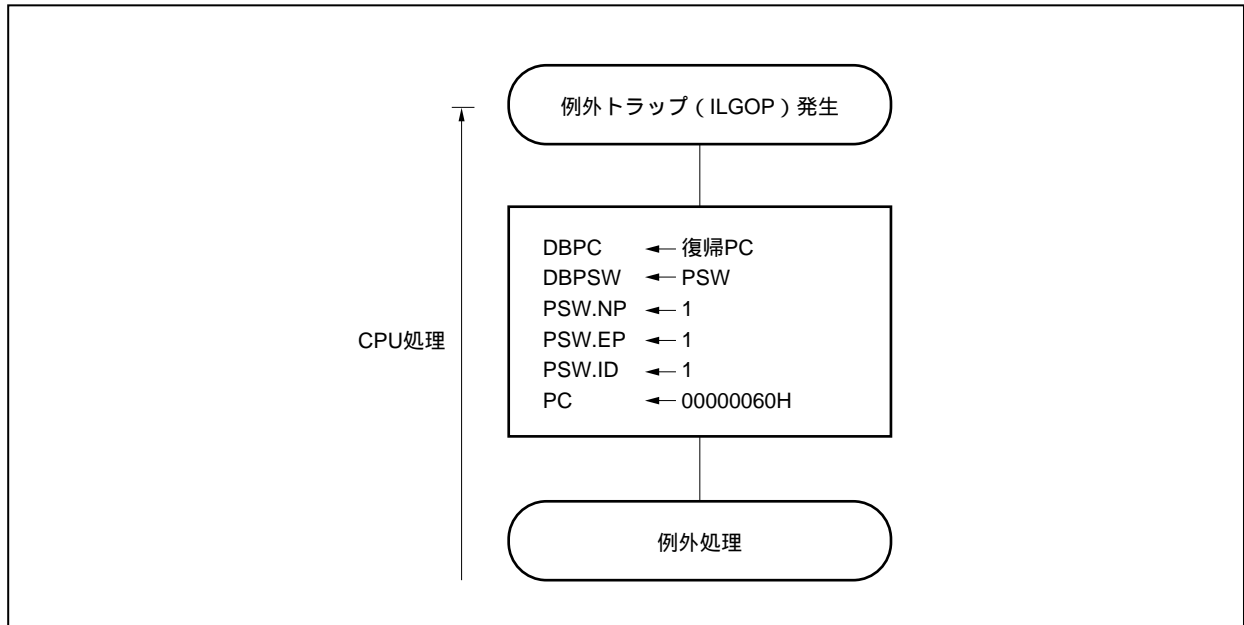 例外トラップ（ILGOP）発生
DBPC ← 復帰PC
DBPSW ← PSW
PSW.NP ← 1
PSW.EP ← 1
PSW.ID ← 1
PC ← 00000060H
CPU処理
例外処理